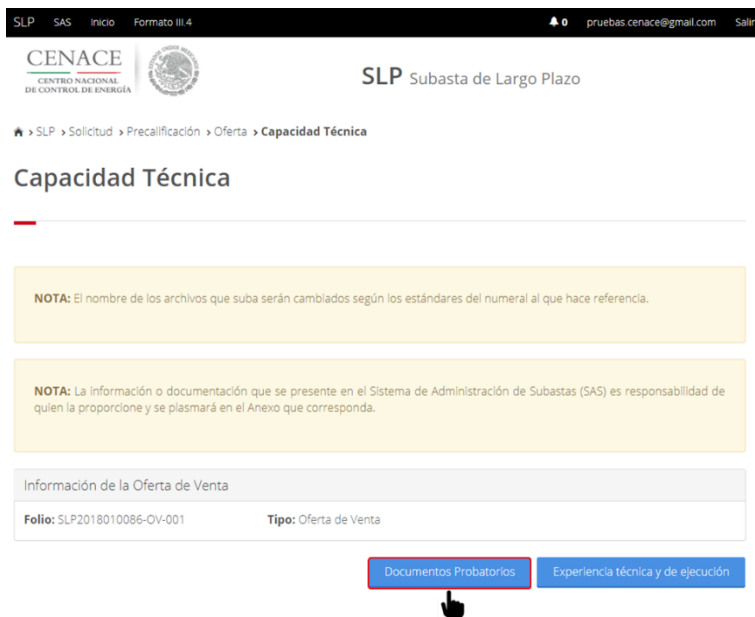 SLP SAS Inicio Formato III.4 0 pruebas.cenace@gmail.com Salir
CENACE
CENTRO NACIONAL
DE CONTROL DE ENERGÍA
SLP Subasta de Largo Plazo
> SLP > Solicitud > Precalificación > Oferta > Capacidad Técnica
Capacidad Técnica
NOTA: El nombre de los archivos que suba serán cambiados según los estándares del numeral al que hace referencia.
NOTA: La información o documentación que se presente en el Sistema de Administración de Subastas (SAS) es responsabilidad de
quien la proporcione y se plasmará en el Anexo que corresponda.
Información de la Oferta de Venta
Folio: SLP2018010086-OV-001 Tipo: Oferta de Venta
Documentos Probatorios Experiencia técnica y de ejecución